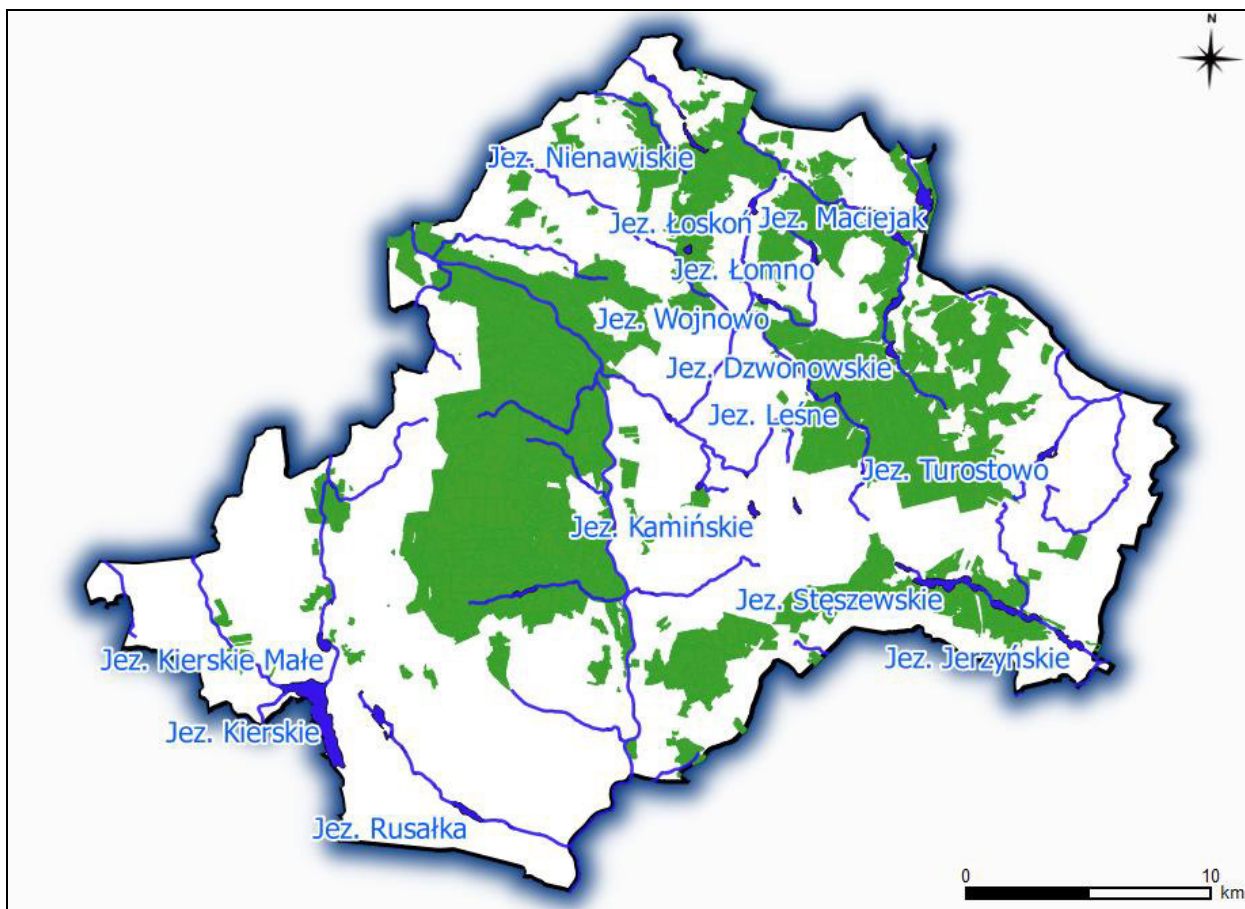 N
Jez. Nienawiskie
Jez. Łoskoń
Jez. Maciejak
Jez. Łomno
Jez. Wojnowo
Jez. Dzwonowskie
Jez. Leśne
Jez. Turostowo
Jez. Kamińskie
Jez. Stęszewskie
Jez. Kierskie Małe
Jez. Jerzyńskie
Jez. Kierskie
Jez. Rusałka
0 10
km